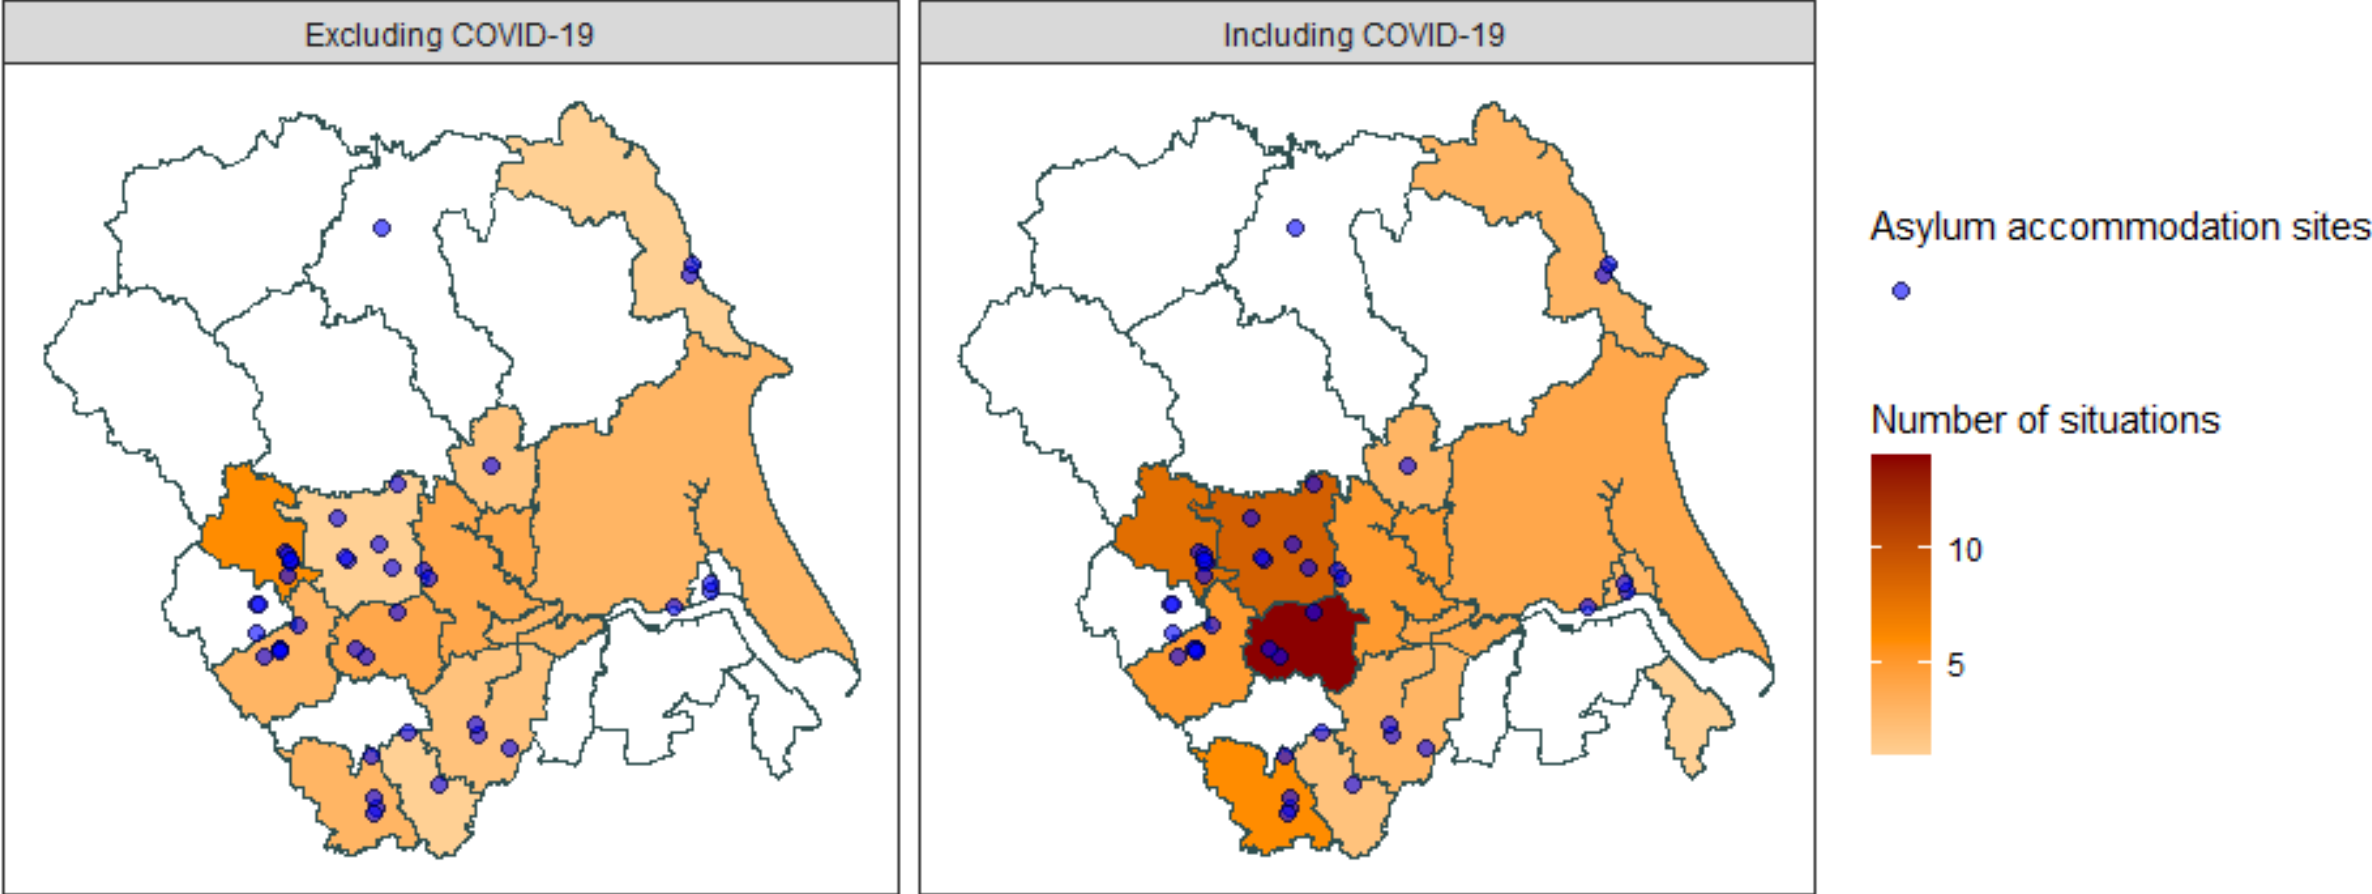 Excluding COVID-19
Including COVID-19
Asylum accommodation sites
Number of situations
10
5